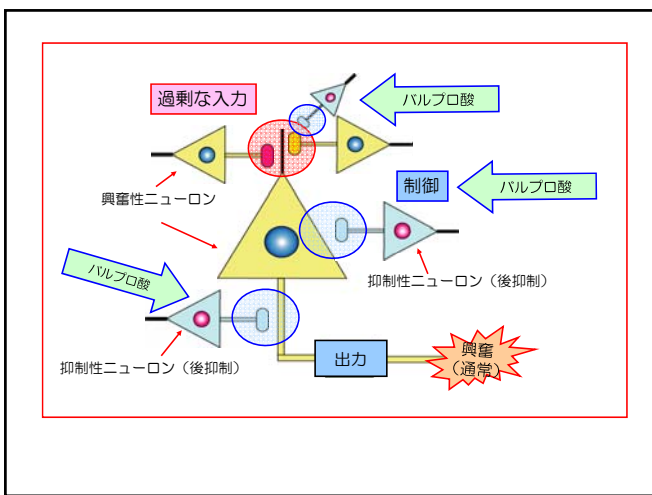 過剰な入力
バルプロ酸
興奮性ニューロン
制御
バルプロ酸
バルプロ酸
抑制性ニューロン（後抑制）
抑制性ニューロン（後抑制）
出力
興奮
（通常）